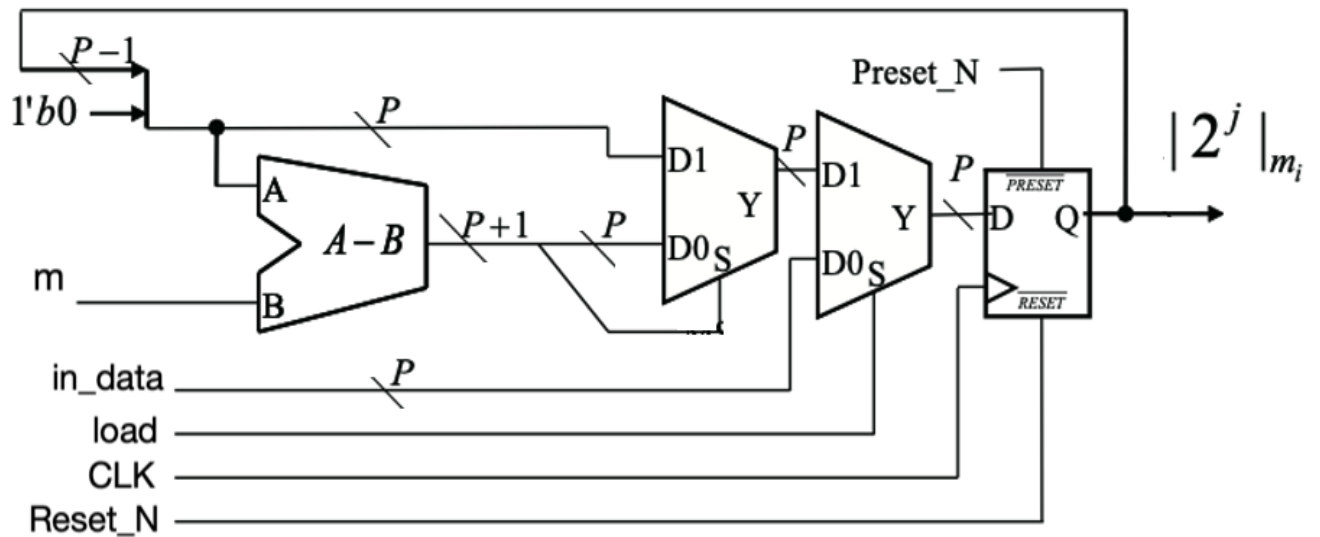 P−1
Preset_N
1'b0
P
P
P
|2^j|_{m_i}
D1
D1
PRESET
A
Y
Y
D
Q
A−B
P+1
P
D0
S
D0
S
m
B
RESET
in_data
P
load
CLK
Reset_N